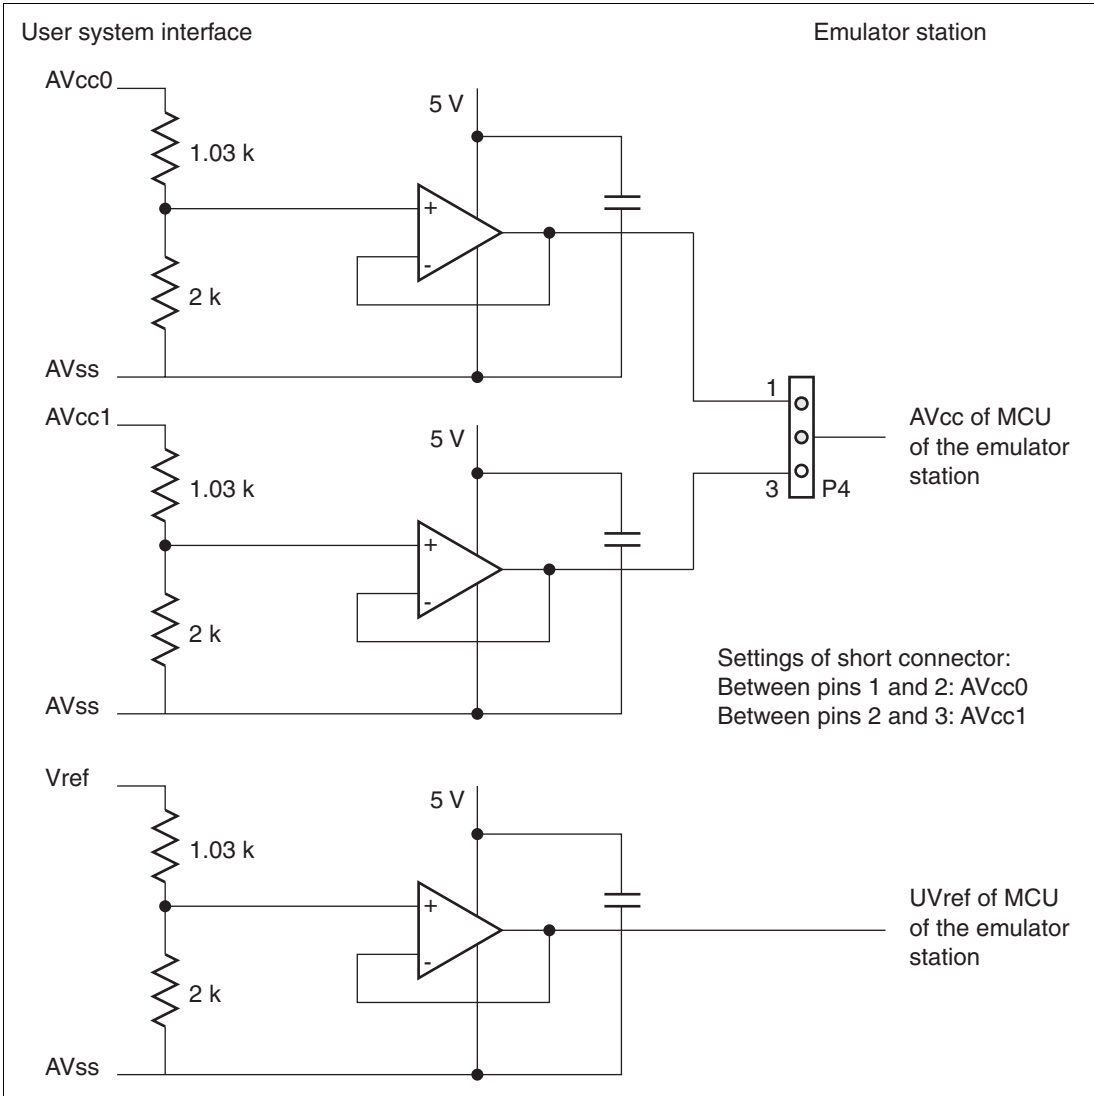 User system interface
Emulator station
AVcc0
5 V
1.03 k
+
-
2 k
AVss
AVcc1
5 V
1.03 k
+
-
2 k
AVss
1
3
P4
AVcc of MCU
of the emulator
station
Settings of short connector:
Between pins 1 and 2: AVcc0
Between pins 2 and 3: AVcc1
Vref
5 V
1.03 k
+
-
2 k
AVss
UVref of MCU
of the emulator
station